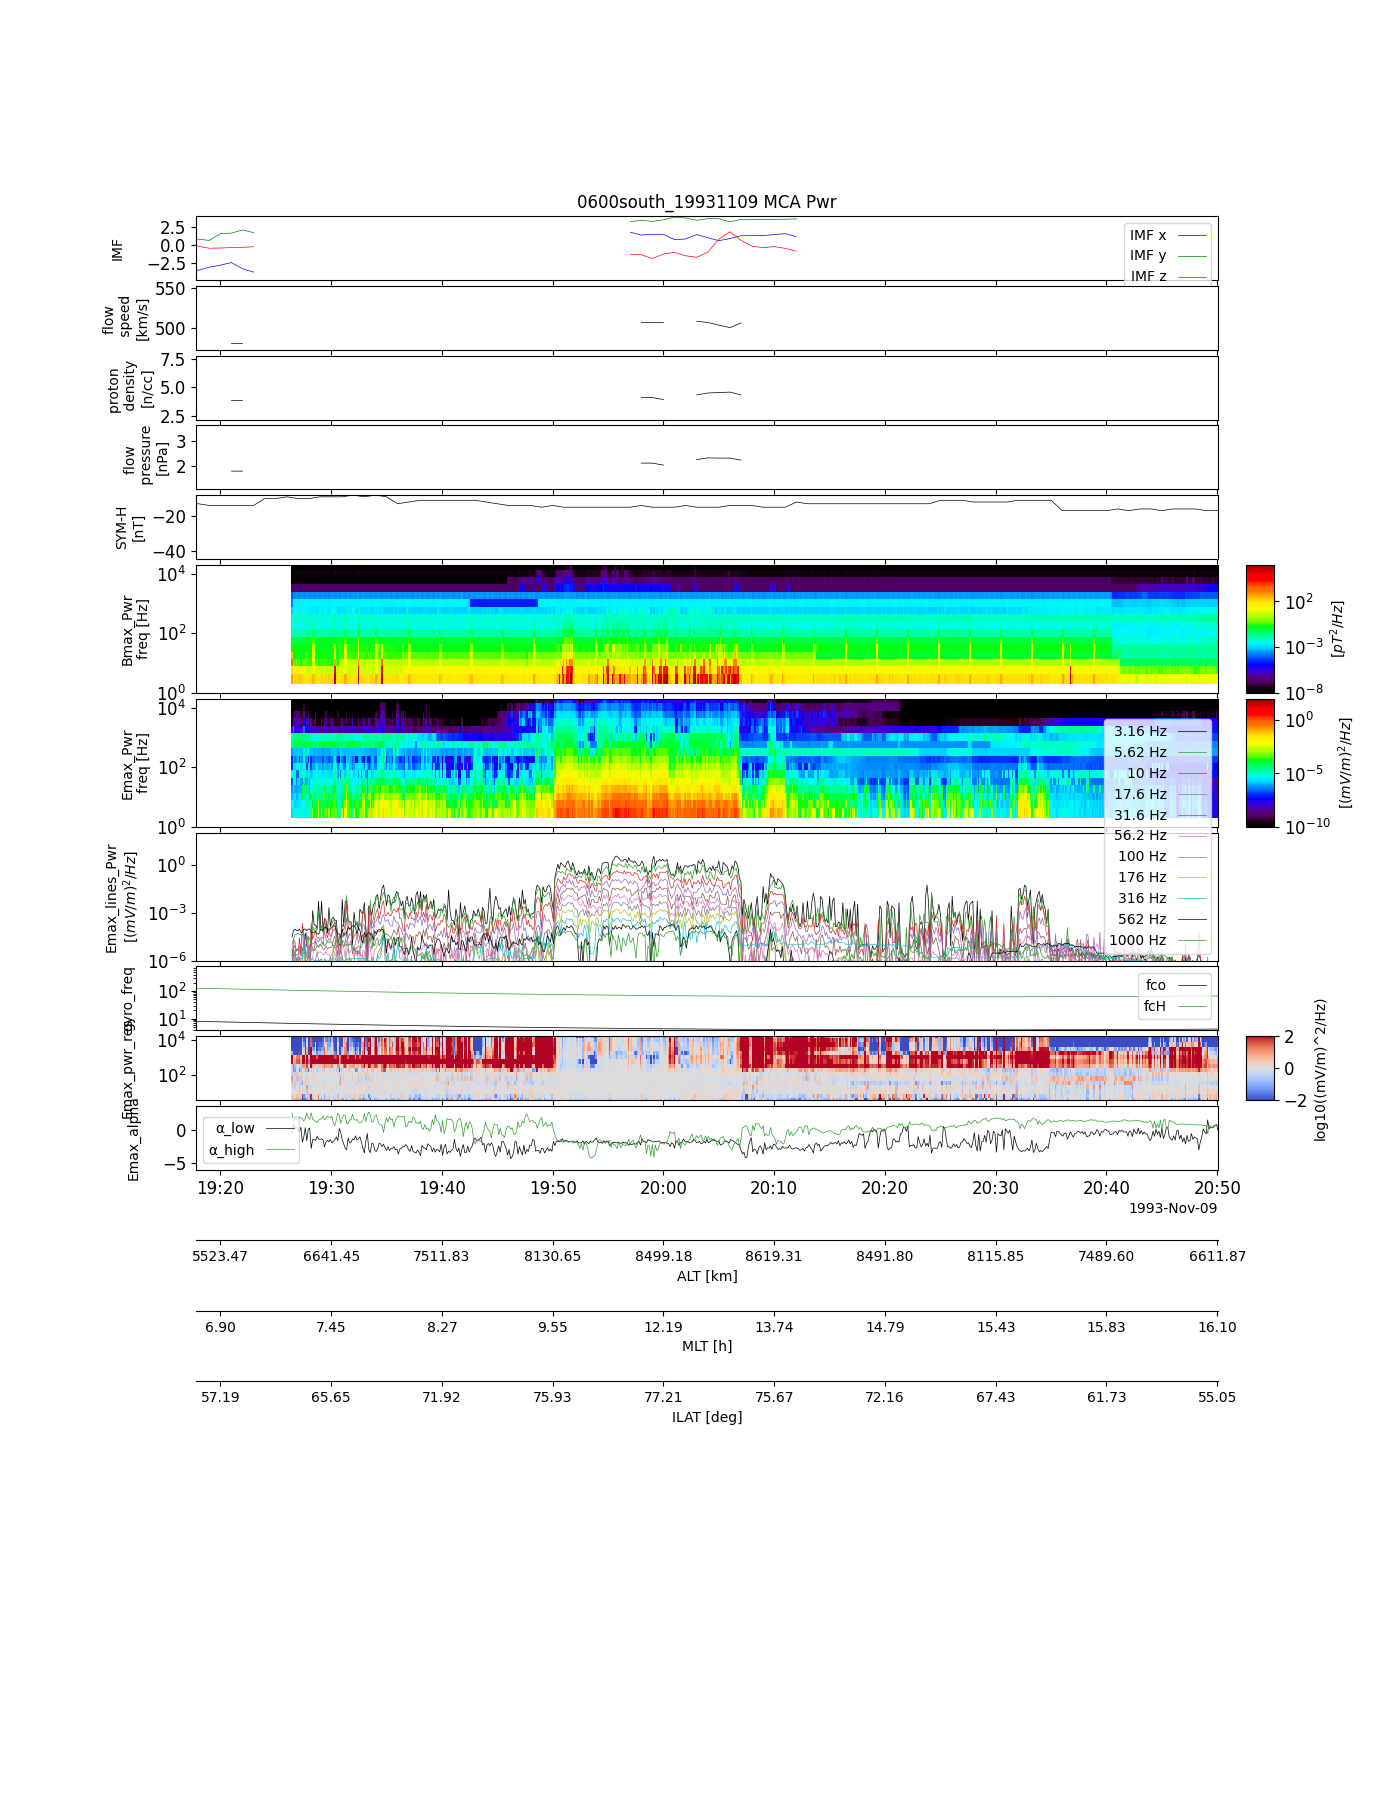 0600south_19931109 MCA Pwr
IMF
2.5
0.0
−2.5
IMF x
IMF y
IMF z
flow
speed
[km/s]
550
500
proton
density
[n/cc]
7.5
5.0
2.5
flow
pressure
[nPa]
3
2
SYM-H
[nT]
−20
−40
Bmax_Pwr
freq [Hz]
10^4
10^2
10^0
10^2
10^−3
10^−8
[pT^2/Hz]
Emax_Pwr
freq [Hz]
10^4
10^2
10^0
10^0
10^−5
10^−10
[(mV/m)^2/Hz]
3.16 Hz
5.62 Hz
10 Hz
17.6 Hz
31.6 Hz
56.2 Hz
100 Hz
176 Hz
316 Hz
562 Hz
1000 Hz
Emax_lines_Pwr
[(mV/m)^2/Hz]
10^0
10^−3
10^−6
gyro_freq
10^2
10^1
fco
fcH
Emax_pwr_reg
10^4
10^2
2
0
−2
log10((mV/m)^2/Hz)
Emax_alpha
0
−5
α_low
α_high
19:20 19:30 19:40 19:50 20:00 20:10 20:20 20:30 20:40 20:50
1993-Nov-09
5523.47 6641.45 7511.83 8130.65 8499.18 8619.31 8491.80 8115.85 7489.60 6611.87
ALT [km]
6.90 7.45 8.27 9.55 12.19 13.74 14.79 15.43 15.83 16.10
MLT [h]
57.19 65.65 71.92 75.93 77.21 75.67 72.16 67.43 61.73 55.05
ILAT [deg]